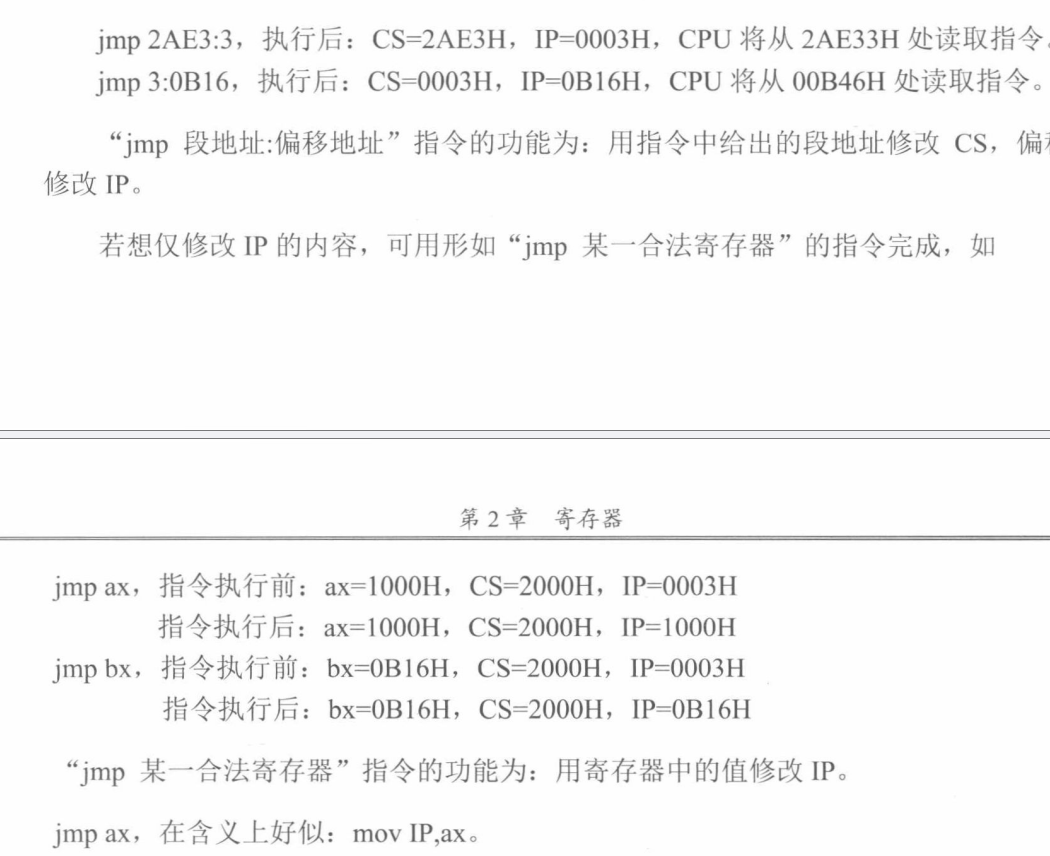 jmp 2AE3:3，执行后：CS=2AE3H，IP=0003H，CPU 将从 2AE33H 处读取指令。
jmp 3:0B16，执行后：CS=0003H，IP=0B16H，CPU 将从 00B46H 处读取指令。
“jmp 段地址:偏移地址”指令的功能为：用指令中给出的段地址修改 CS，偏
修改 IP。
若想仅修改 IP 的内容，可用形如“jmp 某一合法寄存器”的指令完成，如
第 2 章 寄存器
jmp ax，指令执行前：ax=1000H，CS=2000H，IP=0003H
指令执行后：ax=1000H，CS=2000H，IP=1000H
jmp bx，指令执行前：bx=0B16H，CS=2000H，IP=0003H
指令执行后：bx=0B16H，CS=2000H，IP=0B16H
“jmp 某一合法寄存器”指令的功能为：用寄存器中的值修改 IP。
jmp ax，在含义上好似：mov IP,ax。